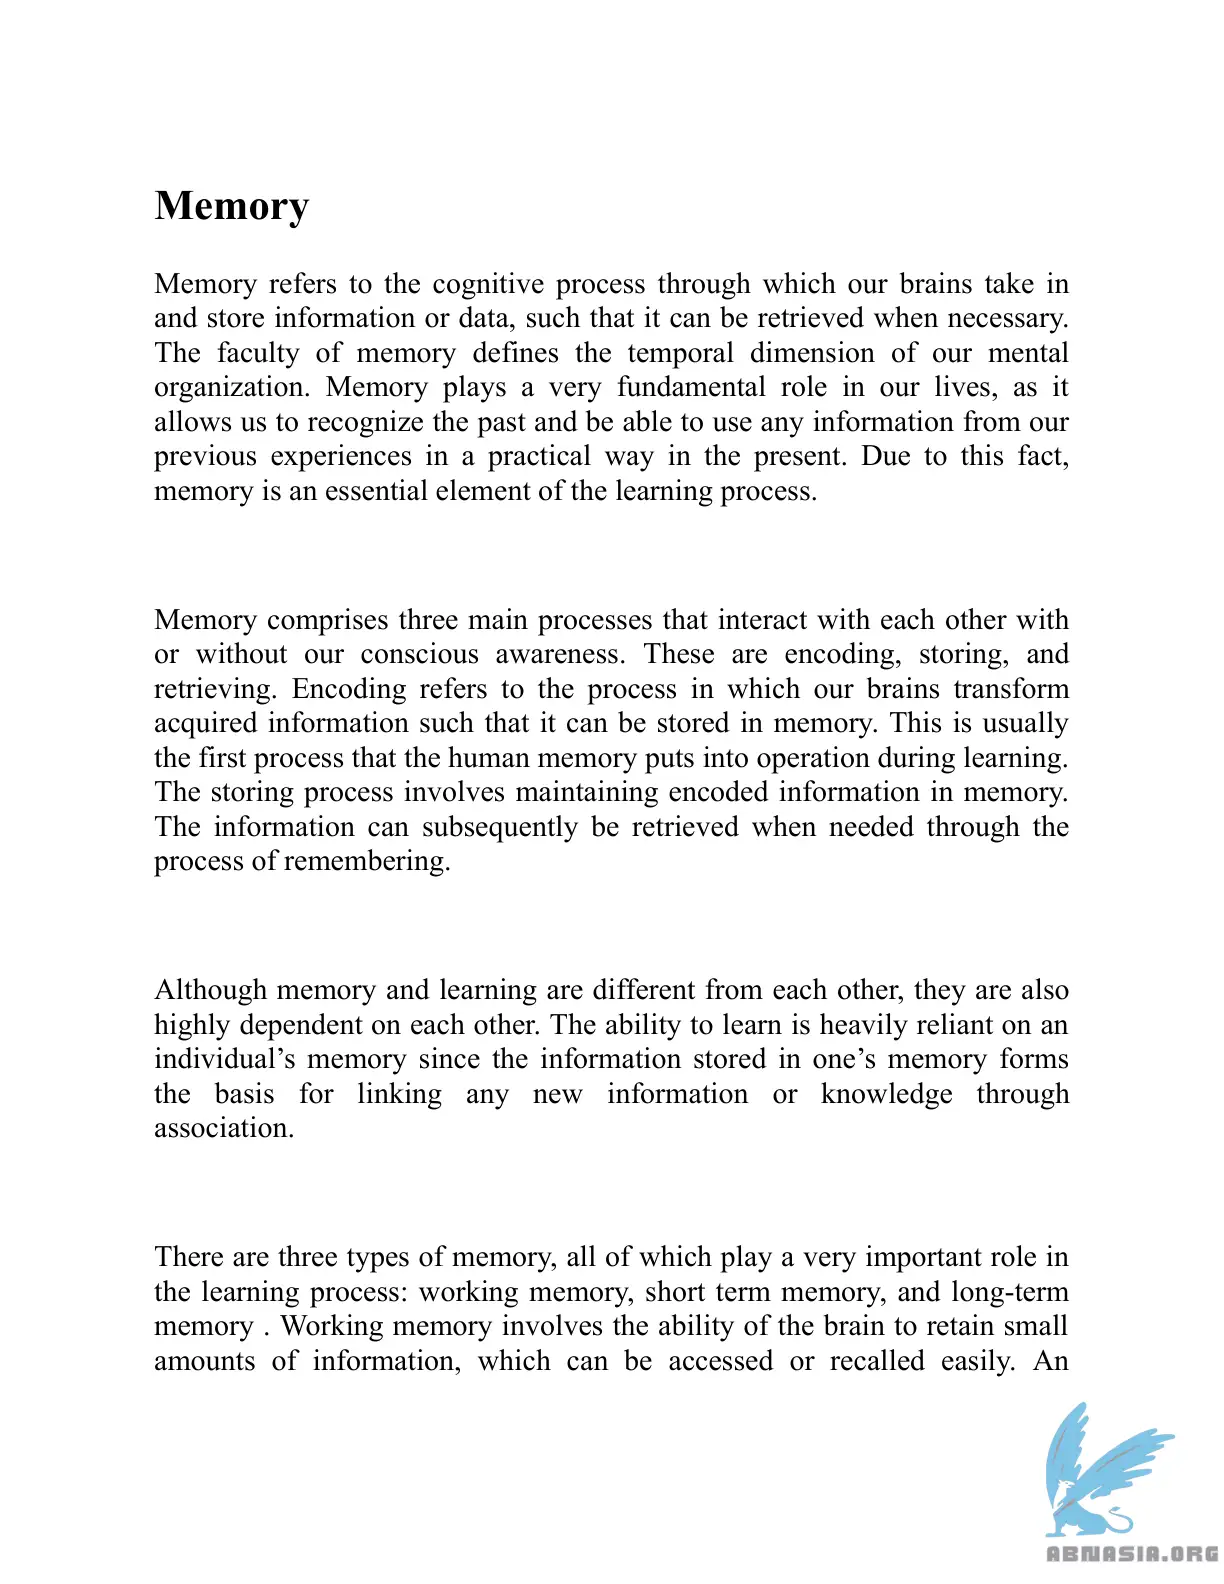 Memory
Memory refers to the cognitive process through which our brains take in
and store information or data, such that it can be retrieved when necessary.
The faculty of memory defines the temporal dimension of our mental
organization. Memory plays a very fundamental role in our lives, as it
allows us to recognize the past and be able to use any information from our
previous experiences in a practical way in the present. Due to this fact,
memory is an essential element of the learning process.
Memory comprises three main processes that interact with each other with
or without our conscious awareness. These are encoding, storing, and
retrieving. Encoding refers to the process in which our brains transform
acquired information such that it can be stored in memory. This is usually
the first process that the human memory puts into operation during learning.
The storing process involves maintaining encoded information in memory.
The information can subsequently be retrieved when needed through the
process of remembering.
Although memory and learning are different from each other, they are also
highly dependent on each other. The ability to learn is heavily reliant on an
individual’s memory since the information stored in one’s memory forms
the basis for linking any new information or knowledge through
association.
There are three types of memory, all of which play a very important role in
the learning process: working memory, short term memory, and long-term
memory . Working memory involves the ability of the brain to retain small
amounts of information, which can be accessed or recalled easily. An
ABNASIA.ORG